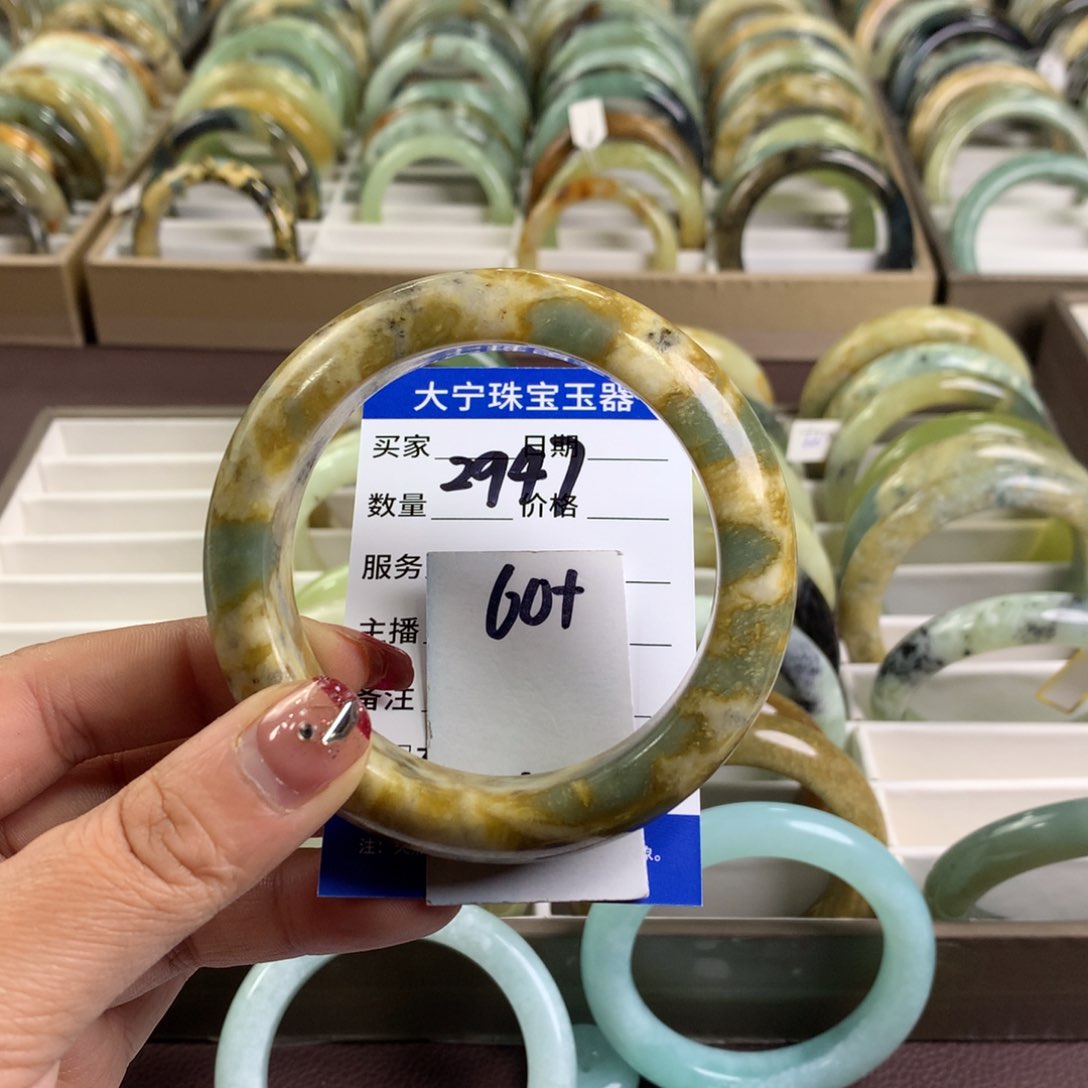 大宁珠宝玉器
买家 日期
2947
数量 价格
服务
60+
主播
备注
注: